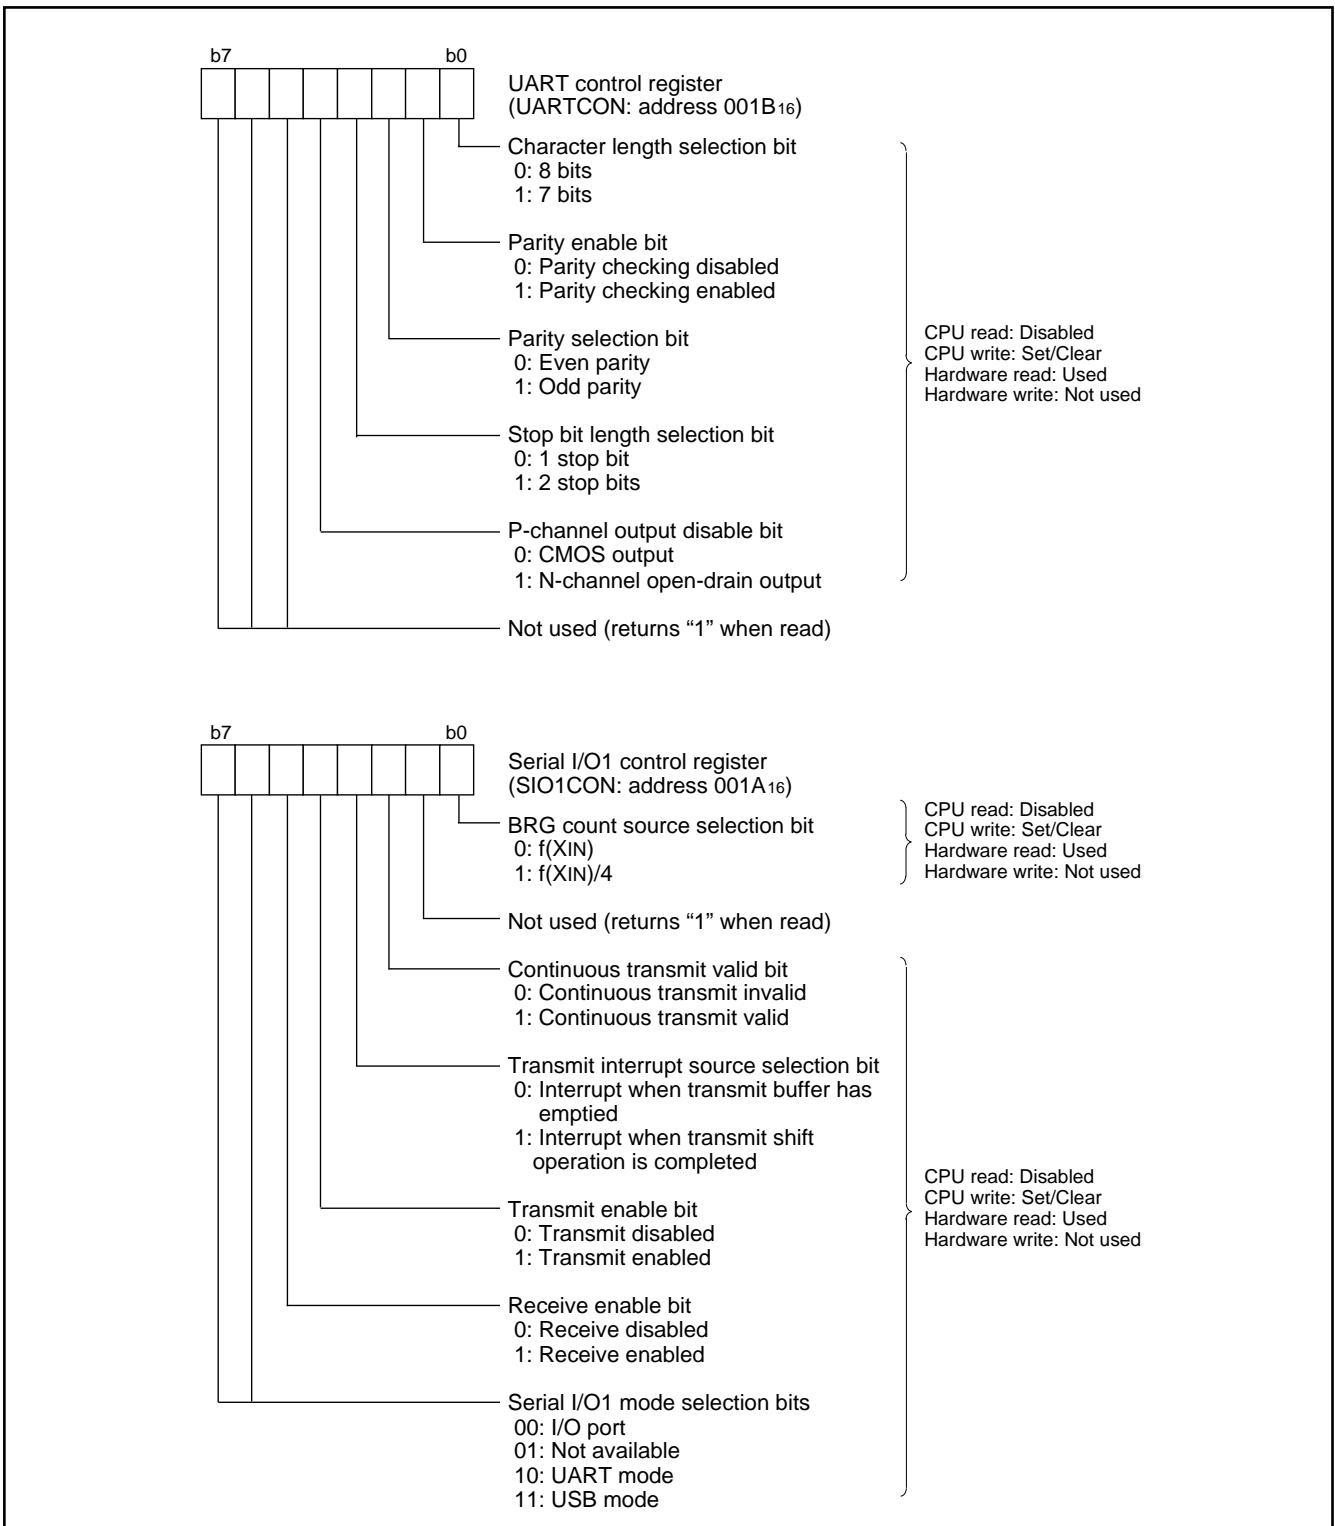 b7 b0
UART control register
(UARTCON: address 001B16)
Character length selection bit
0: 8 bits
1: 7 bits
Parity enable bit
0: Parity checking disabled
1: Parity checking enabled
Parity selection bit
0: Even parity
1: Odd parity
Stop bit length selection bit
0: 1 stop bit
1: 2 stop bits
P-channel output disable bit
0: CMOS output
1: N-channel open-drain output
CPU read: Disabled
CPU write: Set/Clear
Hardware read: Used
Hardware write: Not used
Not used (returns “1” when read)
b7 b0
Serial I/O1 control register
(SIO1CON: address 001A16)
BRG count source selection bit
0: f(XIN)
1: f(XIN)/4
CPU read: Disabled
CPU write: Set/Clear
Hardware read: Used
Hardware write: Not used
Not used (returns “1” when read)
Continuous transmit valid bit
0: Continuous transmit invalid
1: Continuous transmit valid
Transmit interrupt source selection bit
0: Interrupt when transmit buffer has
emptied
1: Interrupt when transmit shift
operation is completed
Transmit enable bit
0: Transmit disabled
1: Transmit enabled
Receive enable bit
0: Receive disabled
1: Receive enabled
Serial I/O1 mode selection bits
00: I/O port
01: Not available
10: UART mode
11: USB mode
CPU read: Disabled
CPU write: Set/Clear
Hardware read: Used
Hardware write: Not used